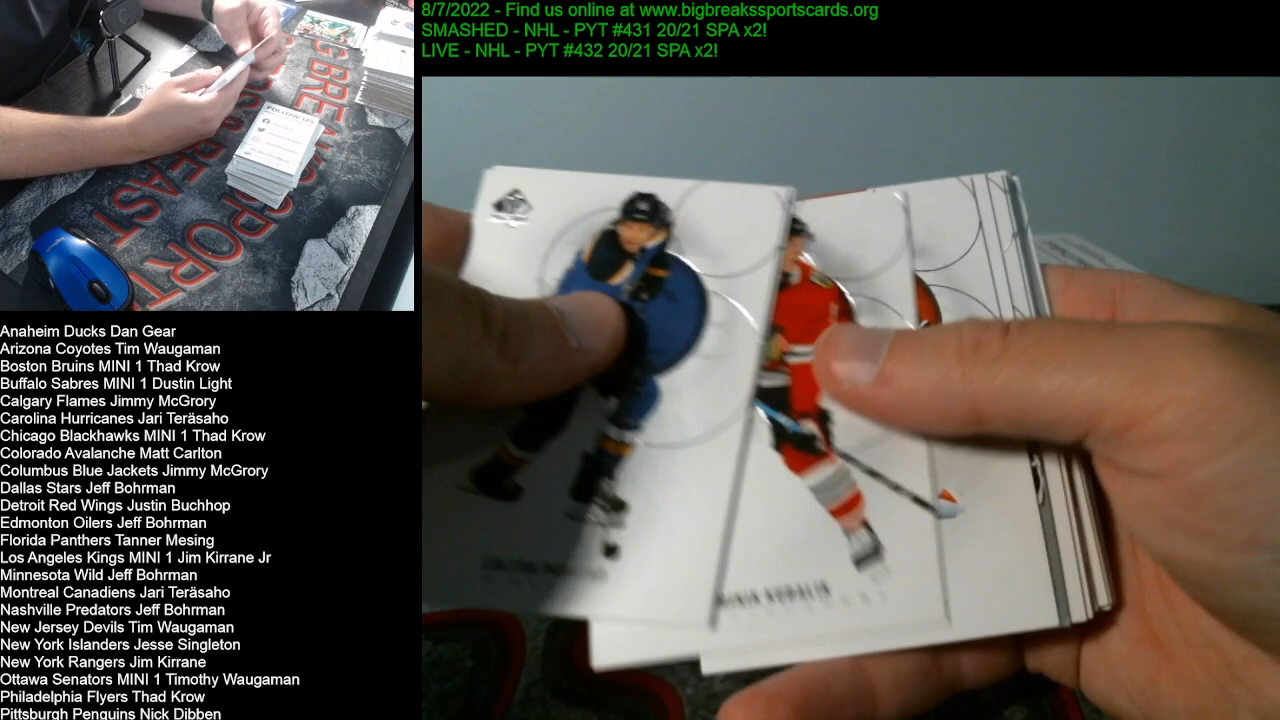 8/7/2022 - Find us online at www.bigbreakssportscards.org
SMASHED - NHL - PYT #431 20/21 SPA x2!
LIVE - NHL - PYT #432 20/21 SPA x2!
FOLLOW US
Anaheim Ducks Dan Gear
Arizona Coyotes Tim Waugaman
Boston Bruins MINI 1 Thad Krow
Buffalo Sabres MINI 1 Dustin Light
Calgary Flames Jimmy McGrory
Carolina Hurricanes Jari Teräsaho
Chicago Blackhawks MINI 1 Thad Krow
Colorado Avalanche Matt Carlton
Columbus Blue Jackets Jimmy McGrory
Dallas Stars Jeff Bohrman
Detroit Red Wings Justin Buchhop
Edmonton Oilers Jeff Bohrman
Florida Panthers Tanner Mesing
Los Angeles Kings MINI 1 Jim Kirrane Jr
Minnesota Wild Jeff Bohrman
Montreal Canadiens Jari Teräsaho
Nashville Predators Jeff Bohrman
New Jersey Devils Tim Waugaman
New York Islanders Jesse Singleton
New York Rangers Jim Kirrane
Ottawa Senators MINI 1 Timothy Waugaman
Philadelphia Flyers Thad Krow
Pittsburgh Penguins Nick Dibben